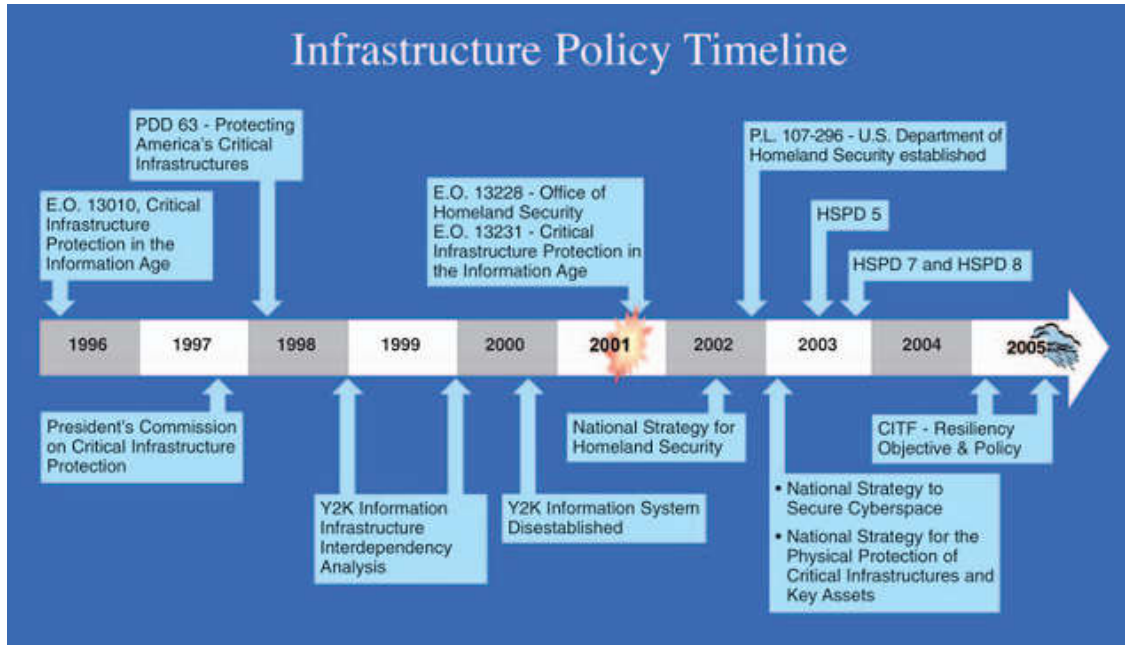 Infrastructure Policy Timeline
PDD 63 - Protecting
America's Critical
Infrastructures
P.L. 107-296 - U.S. Department of
Homeland Security established
E.O. 13010, Critical
Infrastructure
Protection in the
Information Age
E.O. 13228 - Office of
Homeland Security
E.O. 13231 - Critical
Infrastructure Protection in
the Information Age
HSPD 5
HSPD 7 and HSPD 8
1996
1997
1998
1999
2000
2001
2002
2003
2004
2005
President's Commission
on Critical Infrastructure
Protection
National Strategy for
Homeland Security
CITF - Resiliency
Objective & Policy
Y2K Information
Infrastructure
Interdependency
Analysis
Y2K Information System
Disestablished
• National Strategy to
Secure Cyberspace
• National Strategy for the
Physical Protection of
Critical Infrastructures and
Key Assets